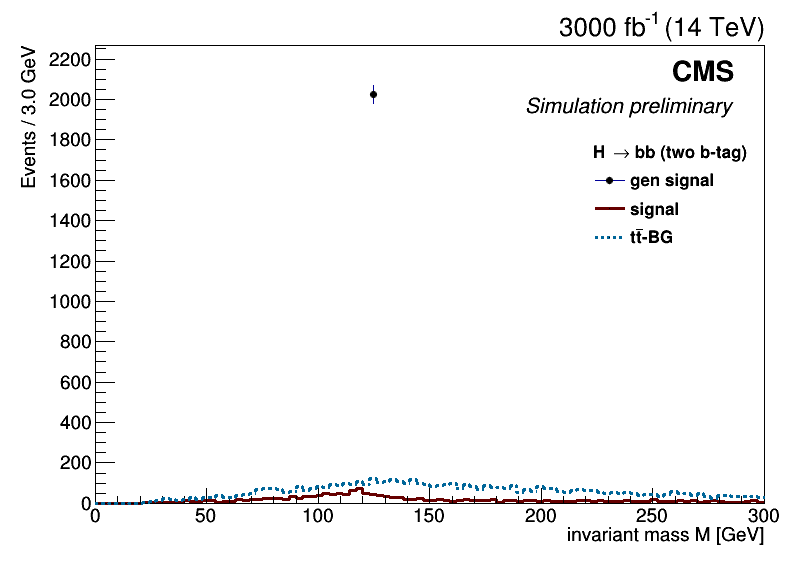 3000 fb⁻¹ (14 TeV)
Events / 3.0 GeV
2200
2000
1800
1600
1400
1200
1000
800
600
400
200
0
CMS
Simulation preliminary
H → bb (two b-tag)
gen signal
signal
tt̄-BG
0 50 100 150 200 250 300
invariant mass M [GeV]